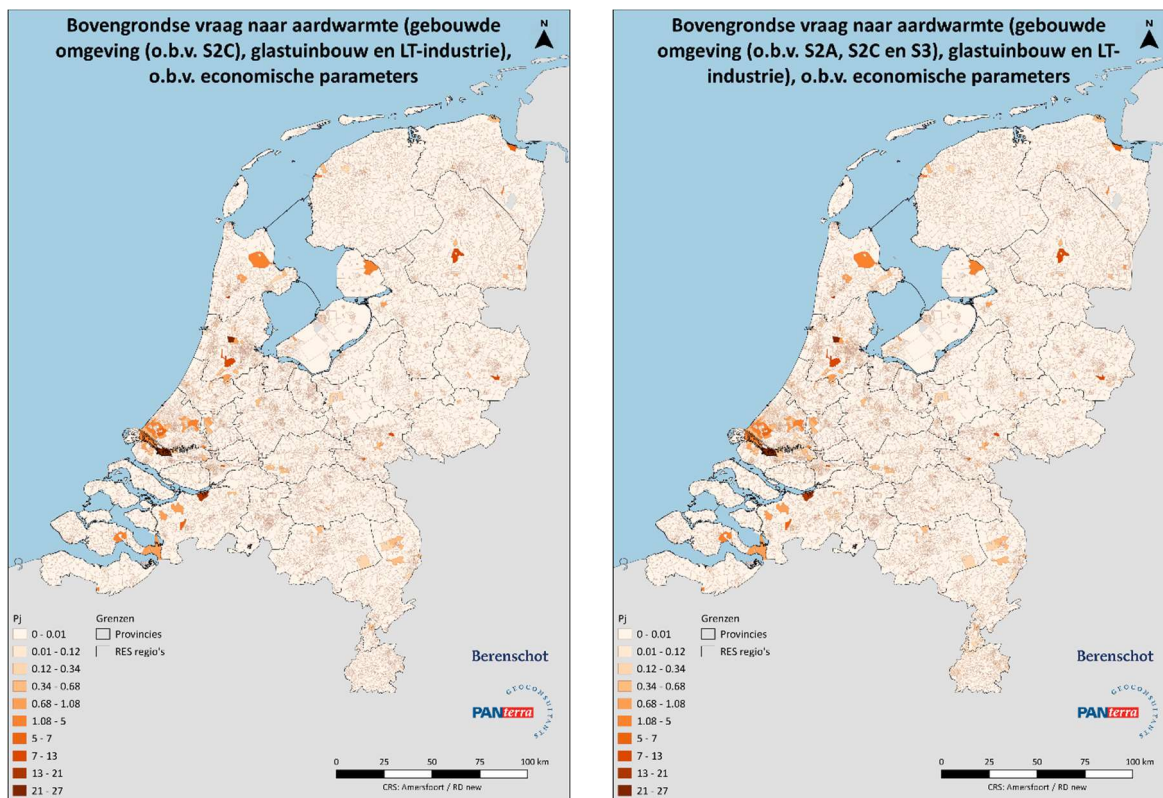 Bovengrondse vraag naar aardwarmte (gebouwde
omgeving (o.b.v. S2C), glastuinbouw en LT-industrie),
o.b.v. economische parameters
N
Pj
0 - 0.01
0.01 - 0.12
0.12 - 0.34
0.34 - 0.68
0.68 - 1.08
1.08 - 5
5 - 7
7 - 13
13 - 21
21 - 27
Grenzen
Provincies
RES regio's
Berenschot
PANterra
GEOCONSULTANTS
0 25 50 75 100 km
CRS: Amersfoort / RD new
Bovengrondse vraag naar aardwarmte (gebouwde
omgeving (o.b.v. S2A, S2C en S3), glastuinbouw en LT-
industrie), o.b.v. economische parameters
N
Pj
0 - 0.01
0.01 - 0.12
0.12 - 0.34
0.34 - 0.68
0.68 - 1.08
1.08 - 5
5 - 7
7 - 13
13 - 21
21 - 27
Grenzen
Provincies
RES regio's
Berenschot
PANterra
GEOCONSULTANTS
0 25 50 75 100 km
CRS: Amersfoort / RD new